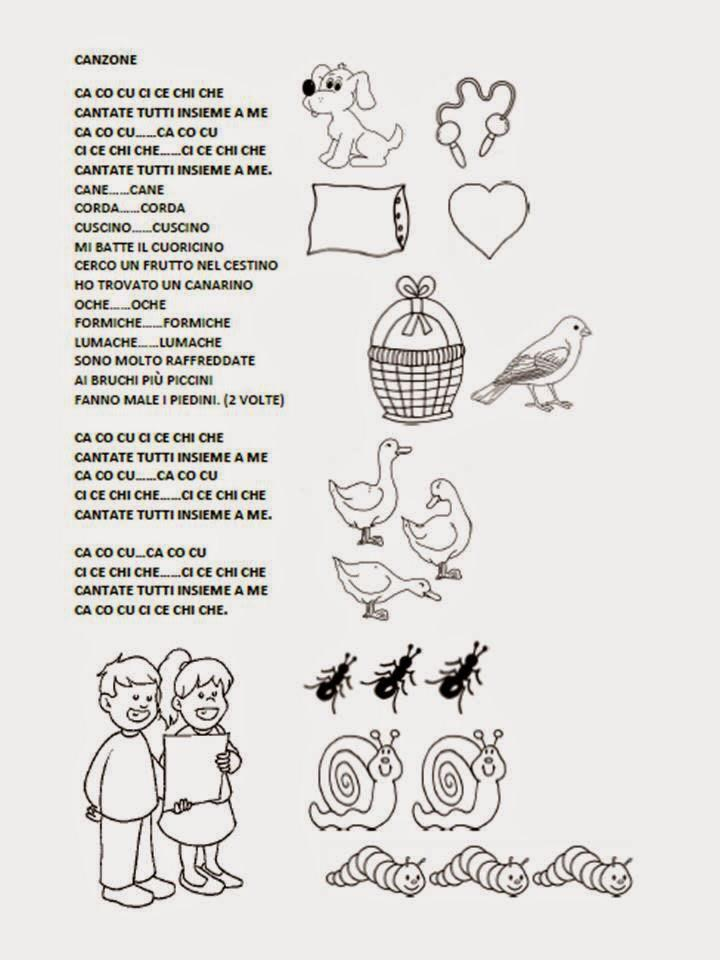 CANZONE
CA CO CU CI CE CHI CHE
CANTATE TUTTI INSIEME A ME
CA CO CU......CA CO CU
CI CE CHI CHE......CI CE CHI CHE
CANTATE TUTTI INSIEME A ME.
CANE......CANE
CORDA......CORDA
CUSCINO......CUSCINO
MI BATTE IL CUORICINO
CERCO UN FRUTTO NEL CESTINO
HO TROVATO UN CANARINO
OCHE......OCHE
FORMICHE......FORMICHE
LUMACHE......LUMACHE
SONO MOLTO RAFFREDDATE
AI BRUCHI PIÙ PICCINI
FANNO MALE I PIEDINI. (2 VOLTE)
CA CO CU CI CE CHI CHE
CANTATE TUTTI INSIEME A ME
CA CO CU......CA CO CU
CI CE CHI CHE......CI CE CHI CHE
CANTATE TUTTI INSIEME A ME.
CA CO CU...CA CO CU
CI CE CHI CHE......CI CE CHI CHE
CANTATE TUTTI INSIEME A ME
CA CO CU CI CE CHI CHE.